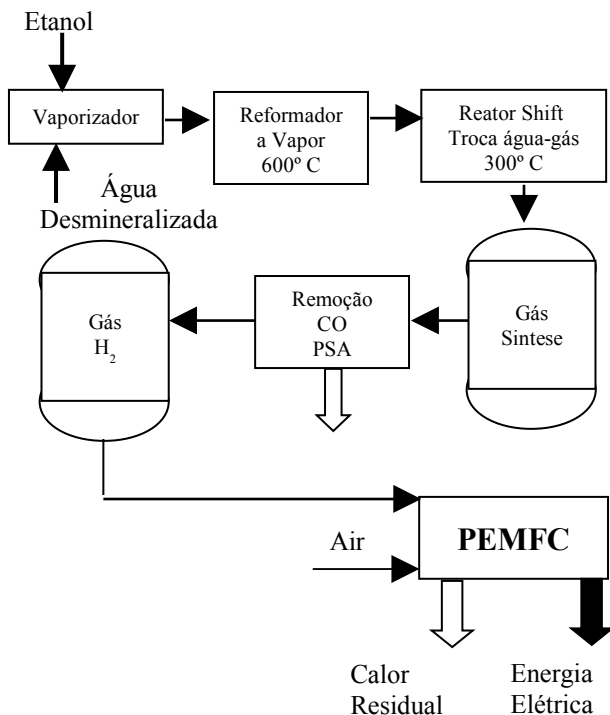 Etanol
Vaporizador
Reformador
a Vapor
600º C
Reator Shift
Troca água-gás
300º C
Água
Desmineralizada
Gás
H2
Remoção
CO
PSA
Gás
Sintese
Air
PEMFC
Calor
Residual
Energia
Elétrica